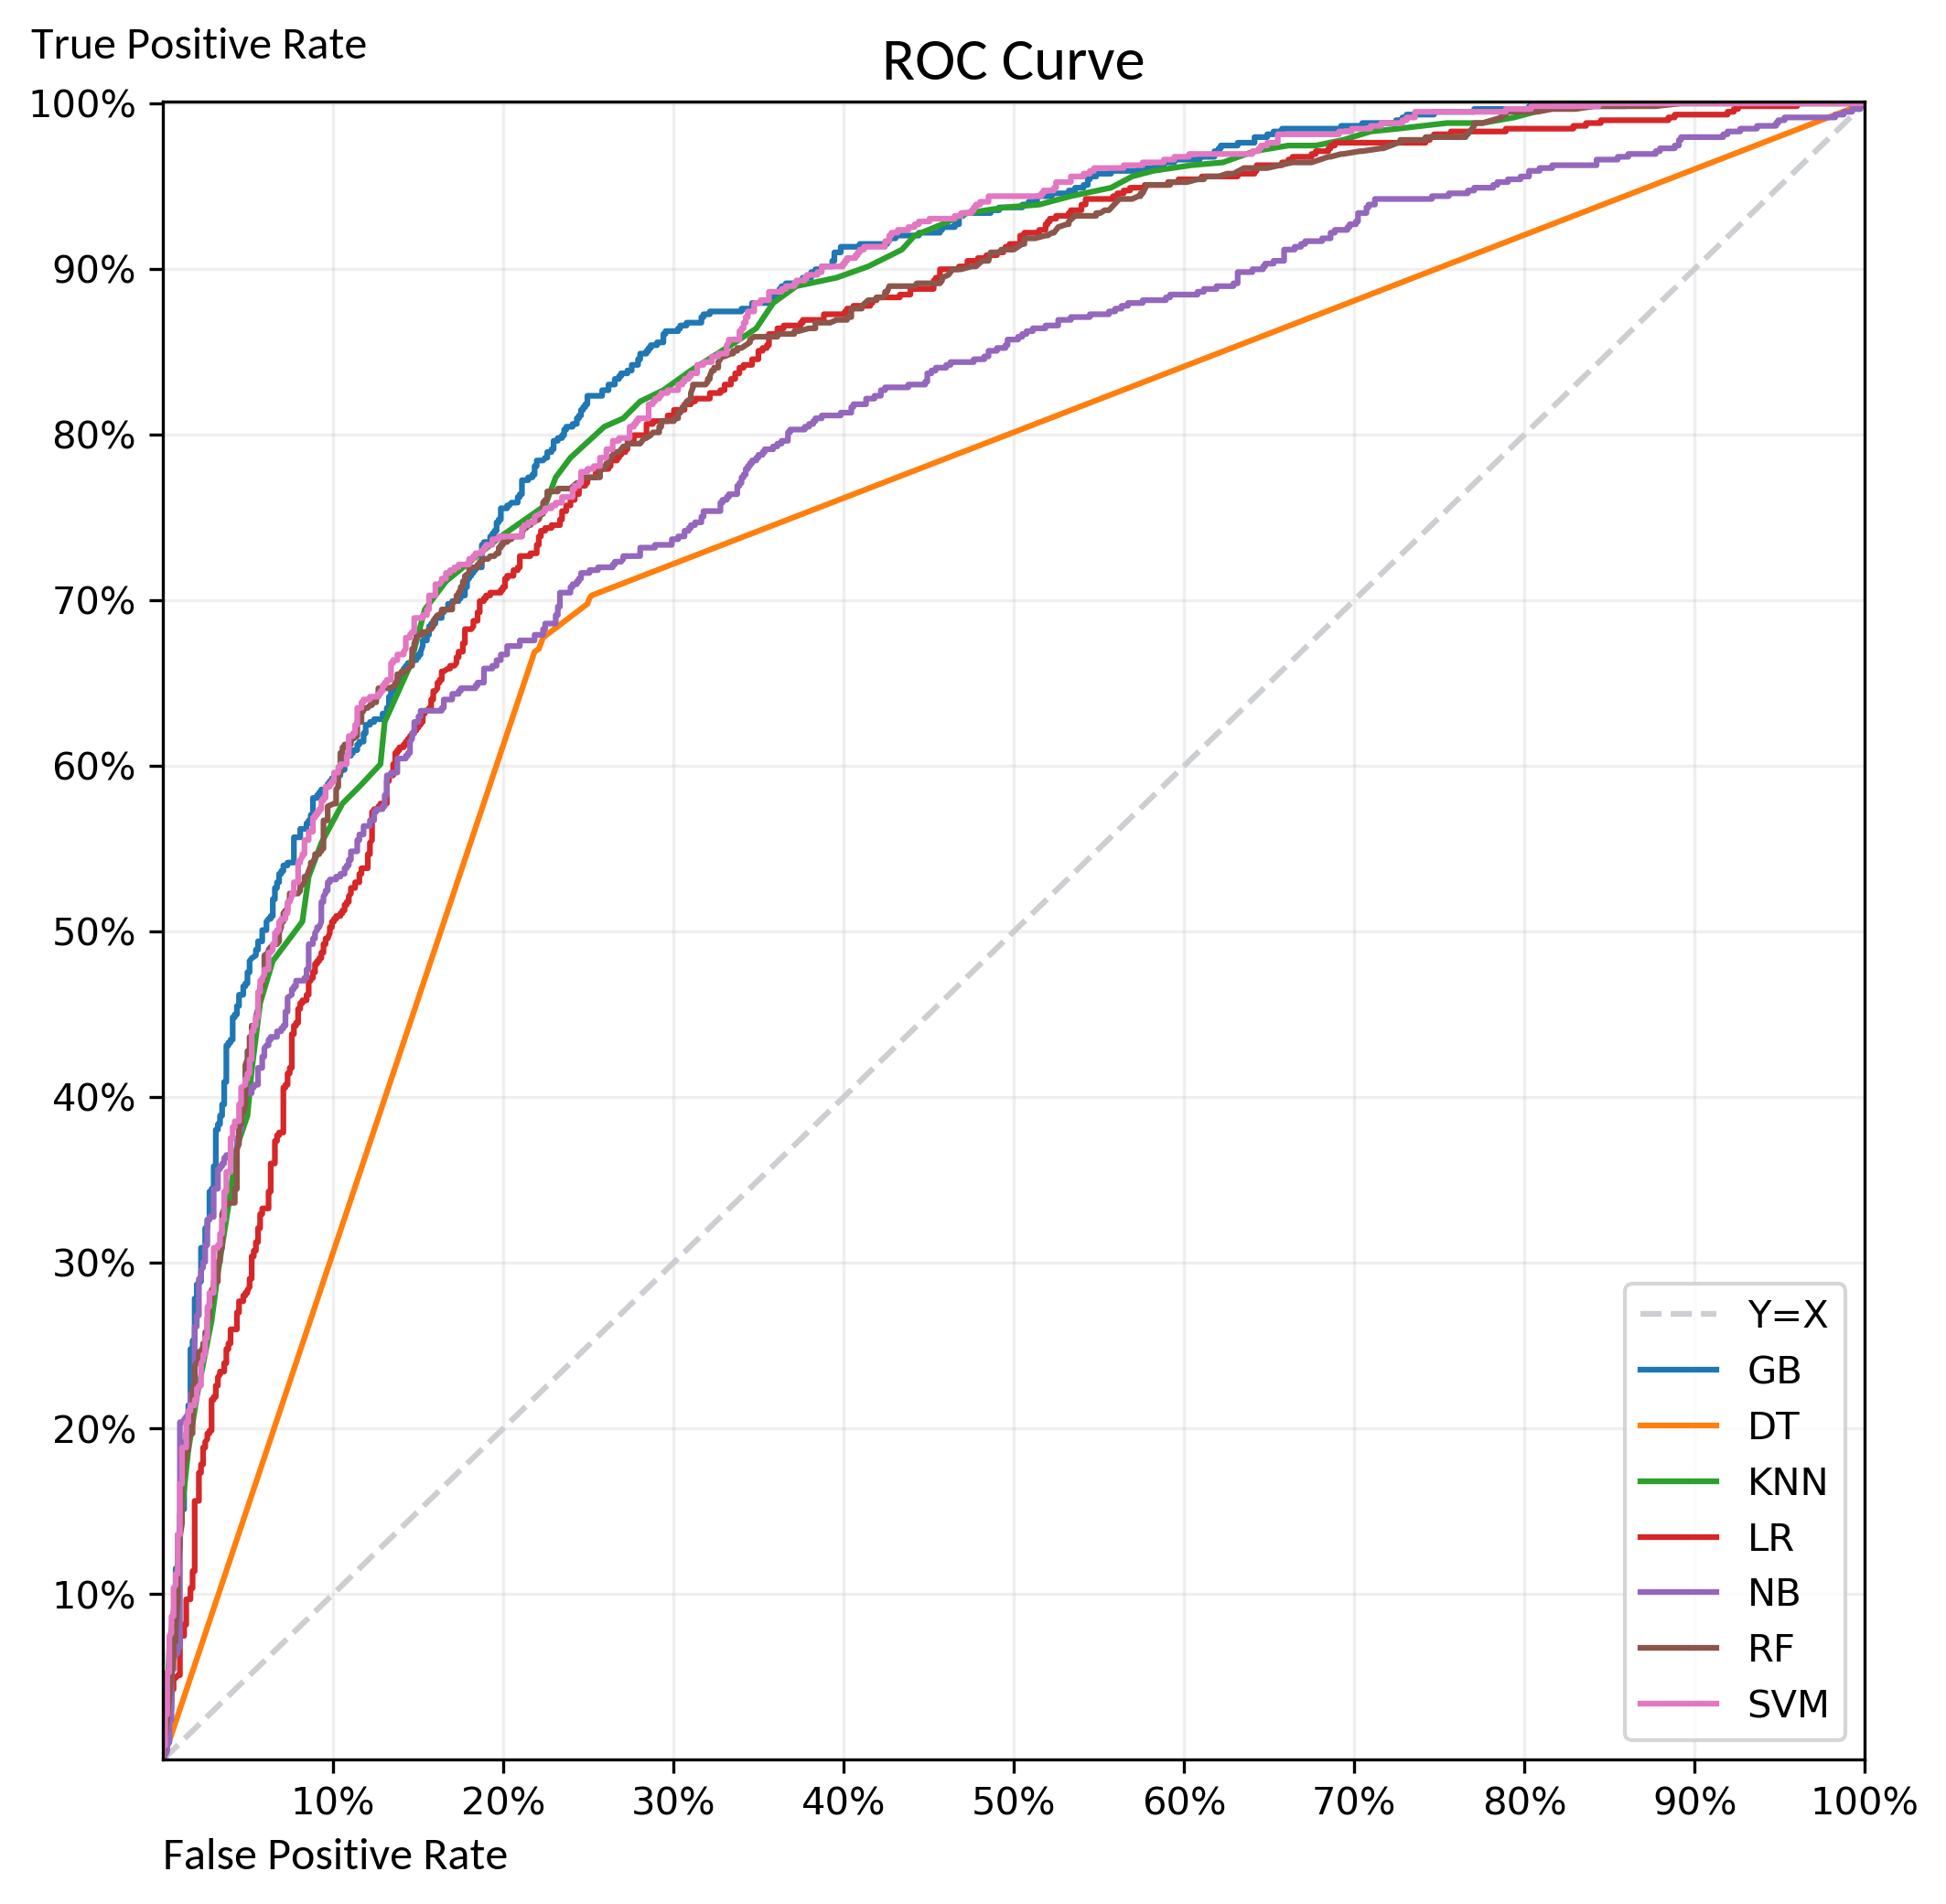 True Positive Rate
ROC Curve
100%
90%
80%
70%
60%
50%
40%
30%
20%
10%
Y=X
GB
DT
KNN
LR
NB
RF
SVM
10% 20% 30% 40% 50% 60% 70% 80% 90% 100%
False Positive Rate